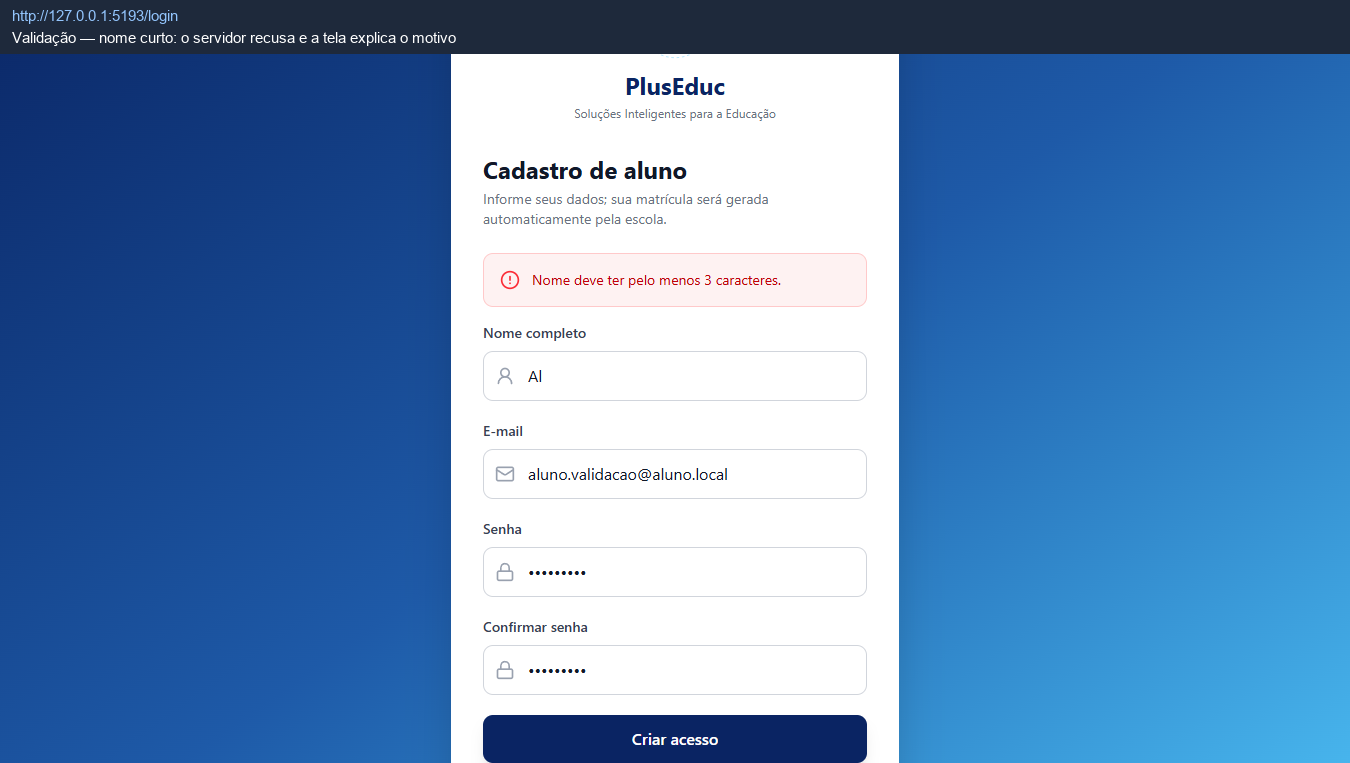 http://127.0.0.1:5193/login
Validação — nome curto: o servidor recusa e a tela explica o motivo
PlusEduc
Soluções Inteligentes para a Educação
Cadastro de aluno
Informe seus dados; sua matrícula será gerada
automaticamente pela escola.
Nome deve ter pelo menos 3 caracteres.
Nome completo
Al
E-mail
aluno.validacao@aluno.local
Senha
•••••••••
Confirmar senha
•••••••••
Criar acesso